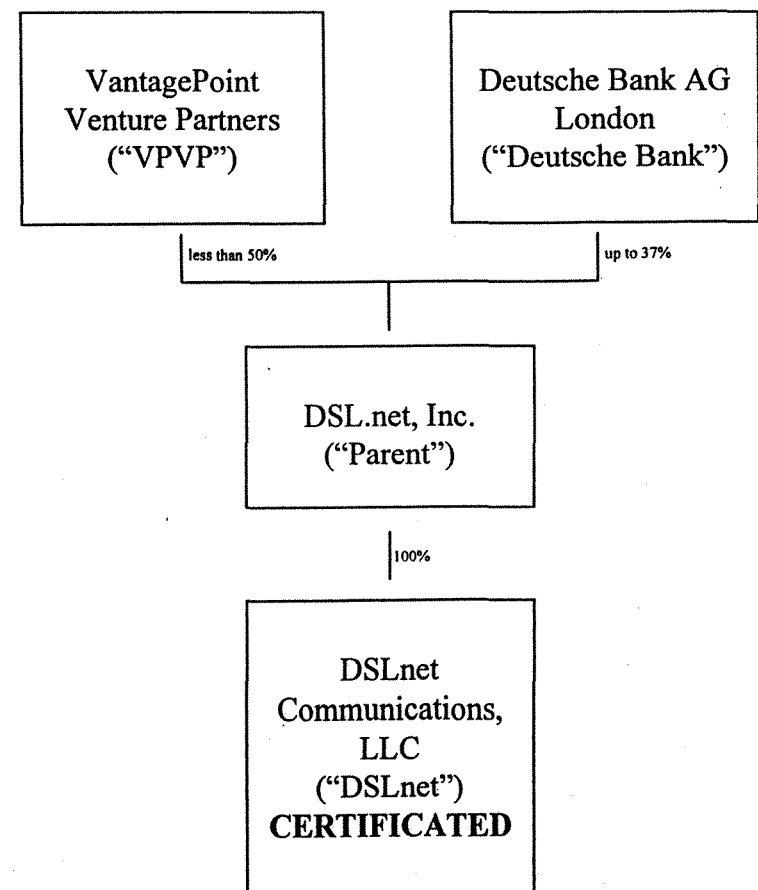 VantagePoint
Venture Partners
(“VPVP”)
Deutsche Bank AG
London
(“Deutsche Bank”)
less than 50%
up to 37%
DSL.net, Inc.
(“Parent”)
100%
DSLnet
Communications,
LLC
(“DSLnet”)
CERTIFICATED